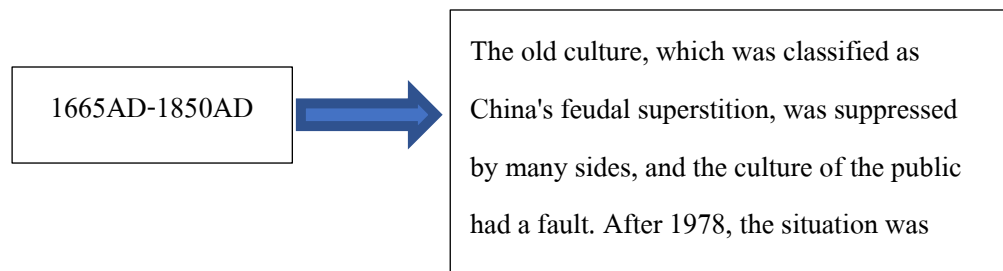 1665AD-1850AD
The old culture, which was classified as
China's feudal superstition, was suppressed
by many sides, and the culture of the public
had a fault. After 1978, the situation was